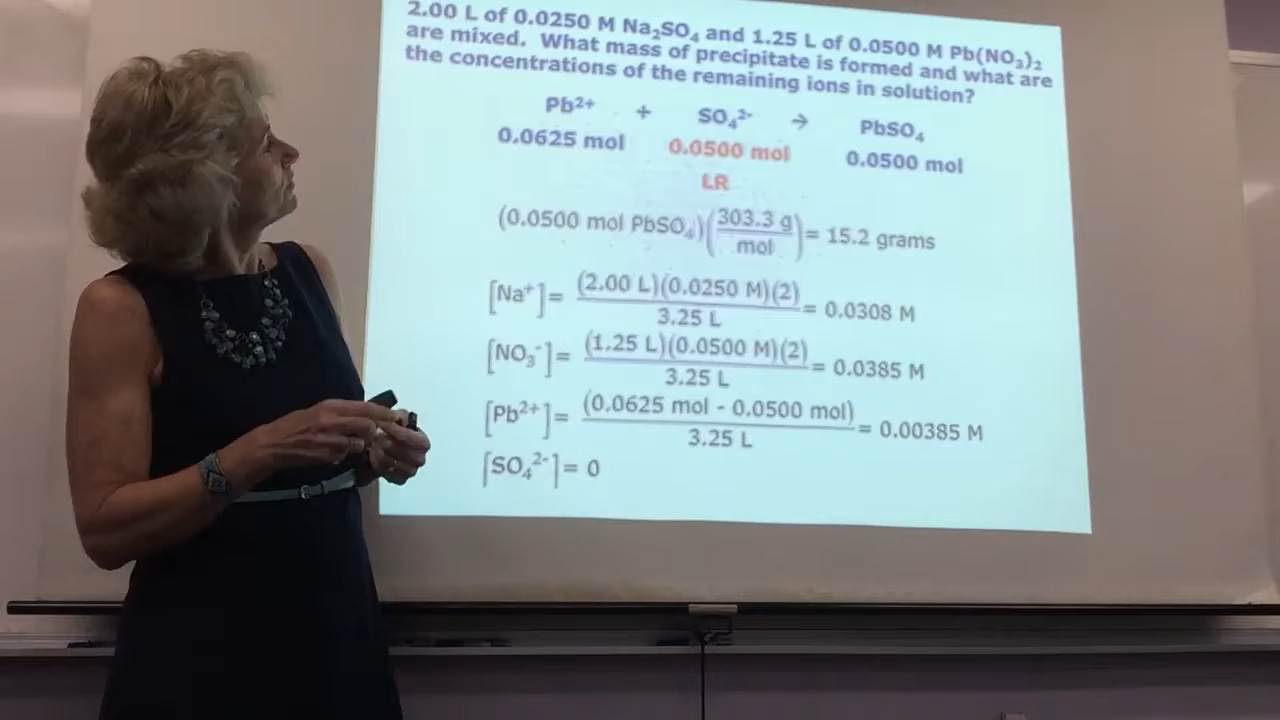 2.00 L of 0.0250 M Na₂SO₄ and 1.25 L of 0.0500 M Pb(NO₃)₂
are mixed. What mass of precipitate is formed and what are
the concentrations of the remaining ions in solution?
Pb²⁺ + SO₄²⁻ → PbSO₄
0.0625 mol 0.0500 mol 0.0500 mol
LR
(0.0500 mol PbSO₄)(303.3 g/mol) = 15.2 grams
[Na⁺] = (2.00 L)(0.0250 M)(2)/3.25 L = 0.0308 M
[NO₃⁻] = (1.25 L)(0.0500 M)(2)/3.25 L = 0.0385 M
[Pb²⁺] = (0.0625 mol - 0.0500 mol)/3.25 L = 0.00385 M
[SO₄²⁻] = 0